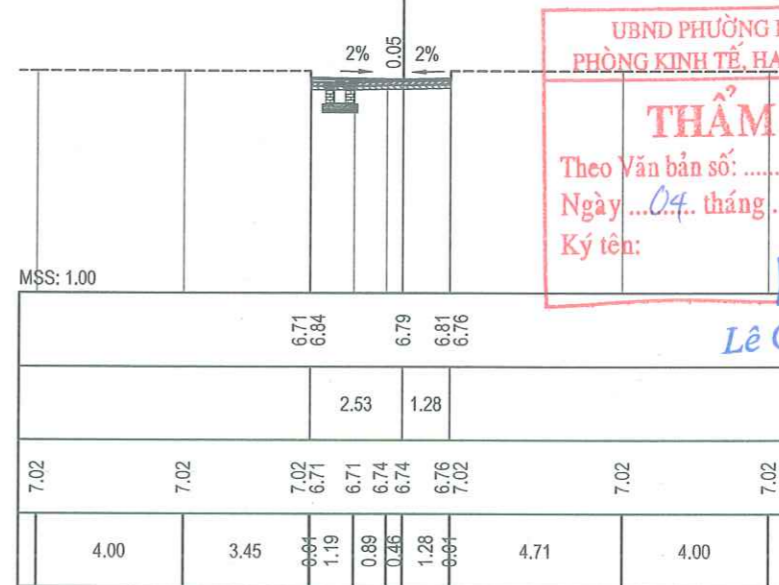 2% 0.05 2%
UBND PHƯỜNG
PHÒNG KINH TẾ, HẠ
THẨM
Theo Văn bản số: ......
Ngày ...04... tháng .
Ký tên:
MSS: 1.00
Lê
6.71 6.84 6.79 6.81 6.76
2.53 1.28
7.02 7.02 7.02 6.71 6.71 6.74 6.74 6.76 7.02 7.02 7.02
4.00 3.45 0.01 1.19 0.89 0.46 1.28 0.01 4.71 4.00